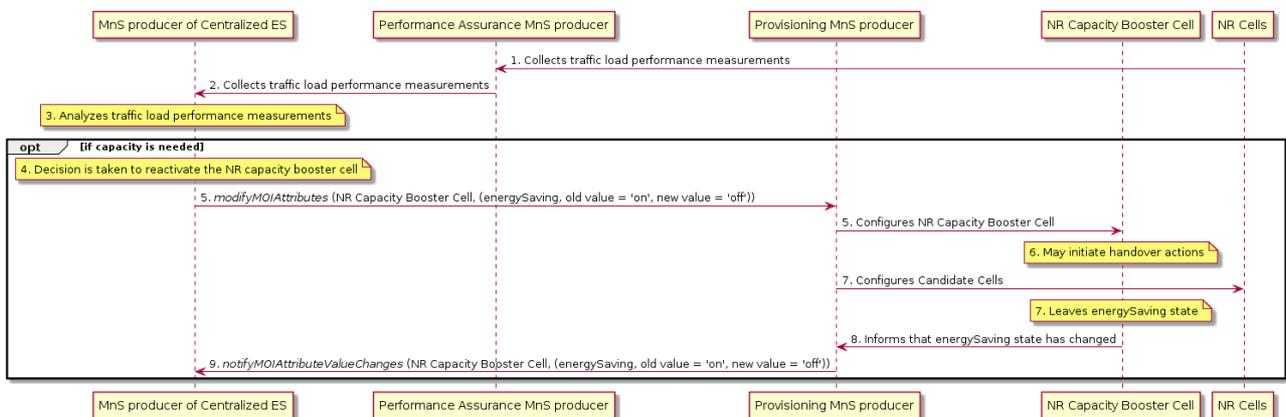 MnS producer of Centralized ES
Performance Assurance MnS producer
Provisioning MnS producer
NR Capacity Booster Cell
NR Cells
1. Collects traffic load performance measurements
2. Collects traffic load performance measurements
3. Analyzes traffic load performance measurements
opt [if capacity is needed]
4. Decision is taken to reactivate the NR capacity booster cell
5. modifyMOIAttributes (NR Capacity Booster Cell, (energySaving, old value = 'on', new value = 'off'))
5. Configures NR Capacity Booster Cell
6. May initiate handover actions
7. Configures Candidate Cells
7. Leaves energySaving state
8. Informs that energySaving state has changed
9. notifyMOIAttributeValueChanges (NR Capacity Booster Cell, (energySaving, old value = 'on', new value = 'off'))
MnS producer of Centralized ES
Performance Assurance MnS producer
Provisioning MnS producer
NR Capacity Booster Cell
NR Cells